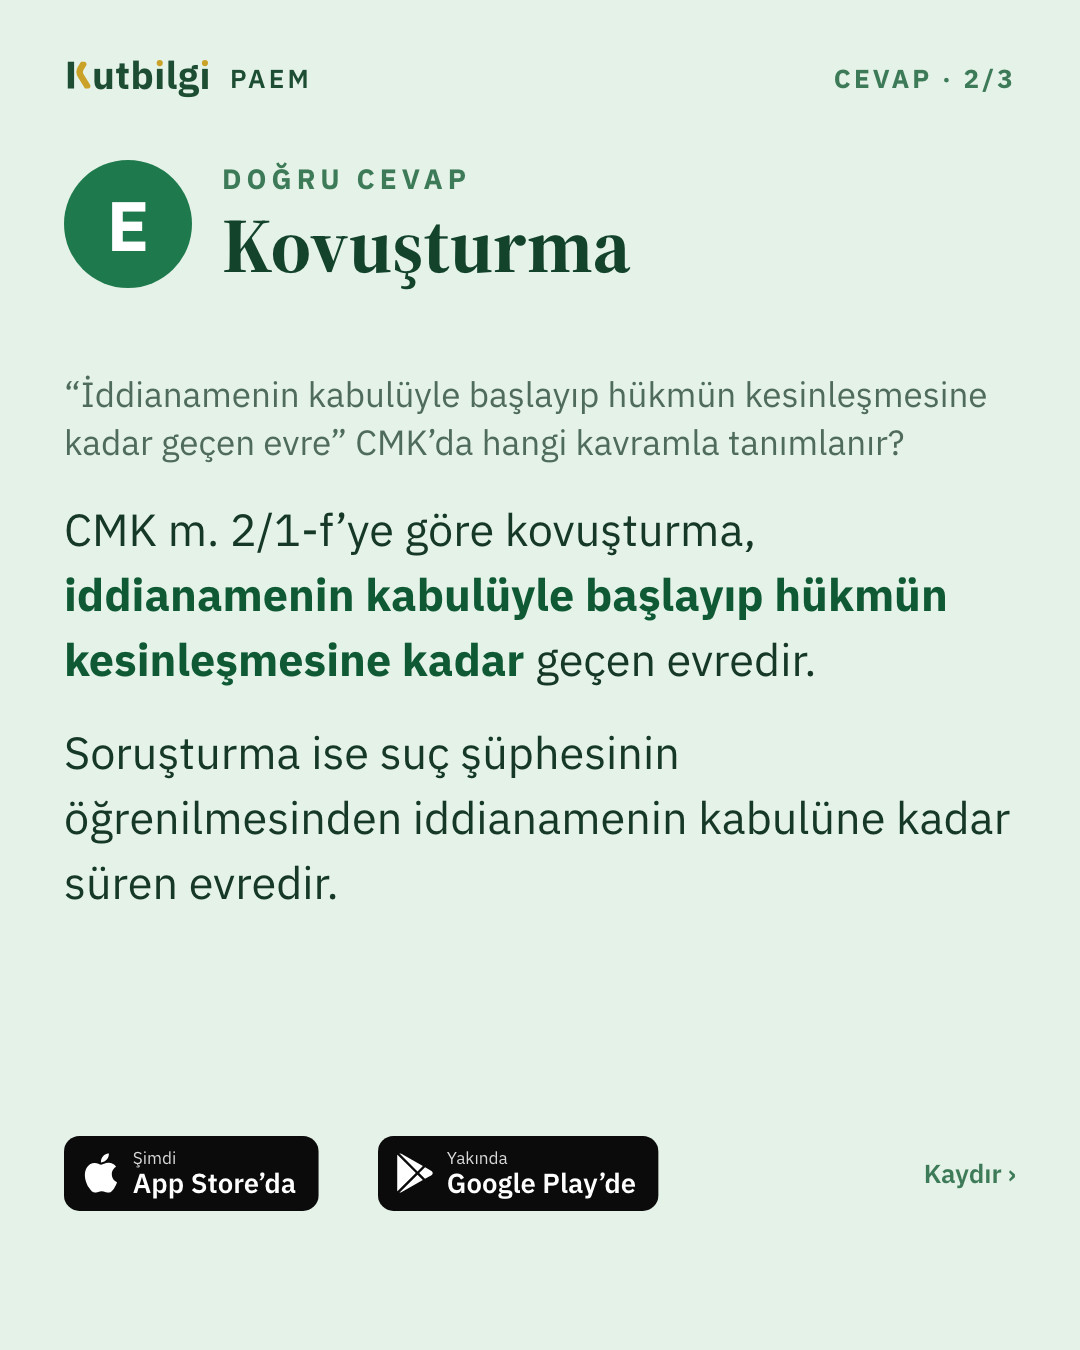 Kutbilgi PAEM
CEVAP · 2/3
E
DOĞRU CEVAP
Kovuşturma
“İddianamenin kabulüyle başlayıp hükmün kesinleşmesine
kadar geçen evre” CMK’da hangi kavramla tanımlanır?
CMK m. 2/1-f’ye göre kovuşturma,
iddianamenin kabulüyle başlayıp hükmün
kesinleşmesine kadar geçen evredir.
Soruşturma ise suç şüphesinin
öğrenilmesinden iddianamenin kabulüne kadar
süren evredir.
Şimdi
App Store’da
Yakında
Google Play’de
Kaydır ›